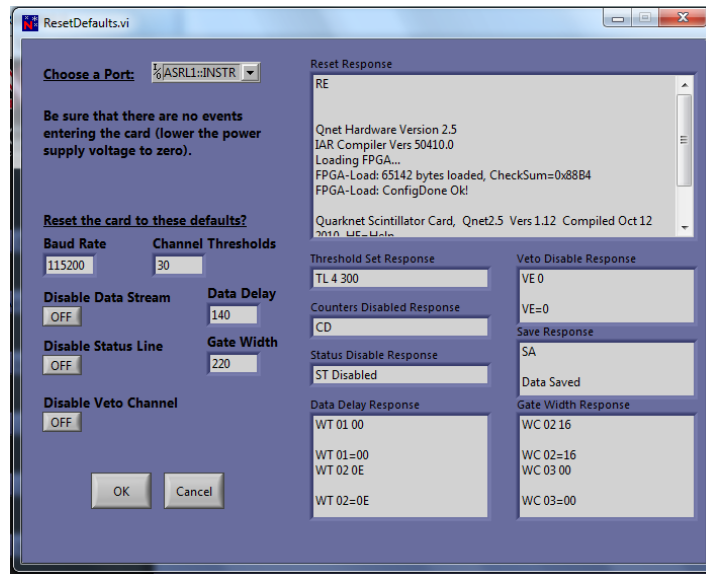 ResetDefaults.vi
Choose a Port:
ASRL1::INSTR
Be sure that there are no events
entering the card (lower the power
supply voltage to zero).
Reset the card to these defaults?
Baud Rate
Channel Thresholds
115200
30
Disable Data Stream
Data Delay
OFF
140
Disable Status Line
Gate Width
OFF
220
Disable Veto Channel
OFF
OK
Cancel
Reset Response
RE
Qnet Hardware Version 2.5
IAR Compiler Vers 50410.0
Loading FPGA...
FPGA-Load: 65142 bytes loaded, CheckSum=0x88B4
FPGA-Load: ConfigDone Ok!
Quarknet Scintillator Card, Qnet2.5 Vers 1.12 Compiled Oct 12
2010 HE=Help
Threshold Set Response
TL 4 300
Counters Disabled Response
CD
Status Disable Response
ST Disabled
Data Delay Response
WT 01 00
WT 01=00
WT 02 0E
WT 02=0E
Veto Disable Response
VE 0
VE=0
Save Response
SA
Data Saved
Gate Width Response
WC 02 16
WC 02=16
WC 03 00
WC 03=00